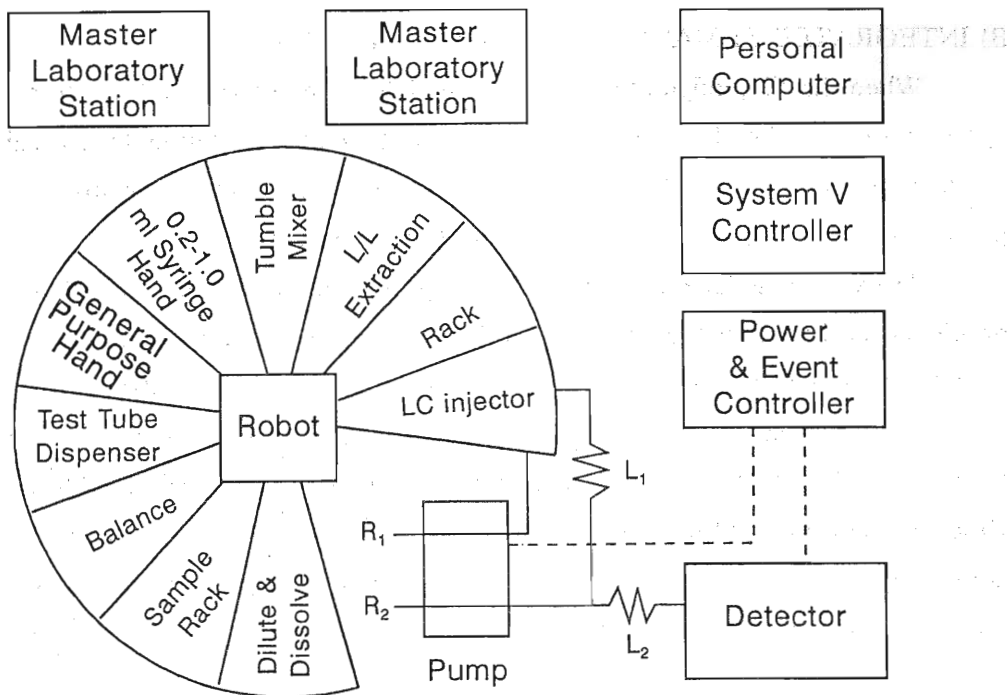 Master
Laboratory
Station
Master
Laboratory
Station
Personal
Computer
System V
Controller
Power
& Event
Controller
Tumble
Mixer
L/L
Extraction
Rack
LC injector
0.2-1.0
ml Syringe
Hand
General
Purpose
Hand
Test Tube
Dispenser
Balance
Sample
Rack
Dilute &
Dissolve
Robot
R₁
R₂
Pump
L₁
L₂
Detector